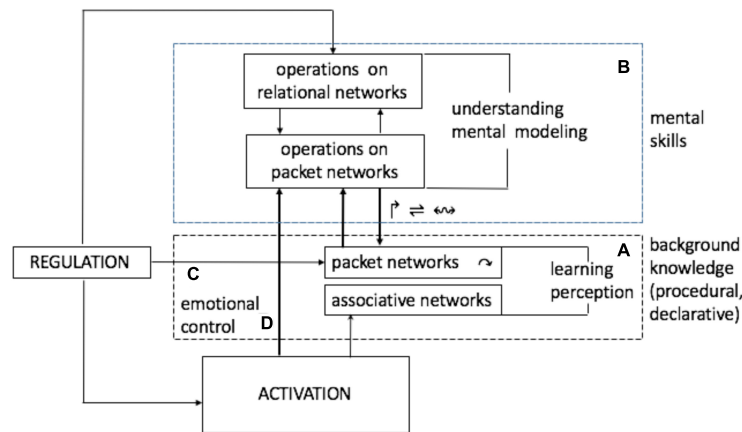 operations on
relational networks
B
understanding
mental modeling
mental
skills
operations on
packet networks
REGULATION
C
packet networks
associative networks
A
learning
perception
background
knowledge
(procedural,
declarative)
emotional
control
D
ACTIVATION